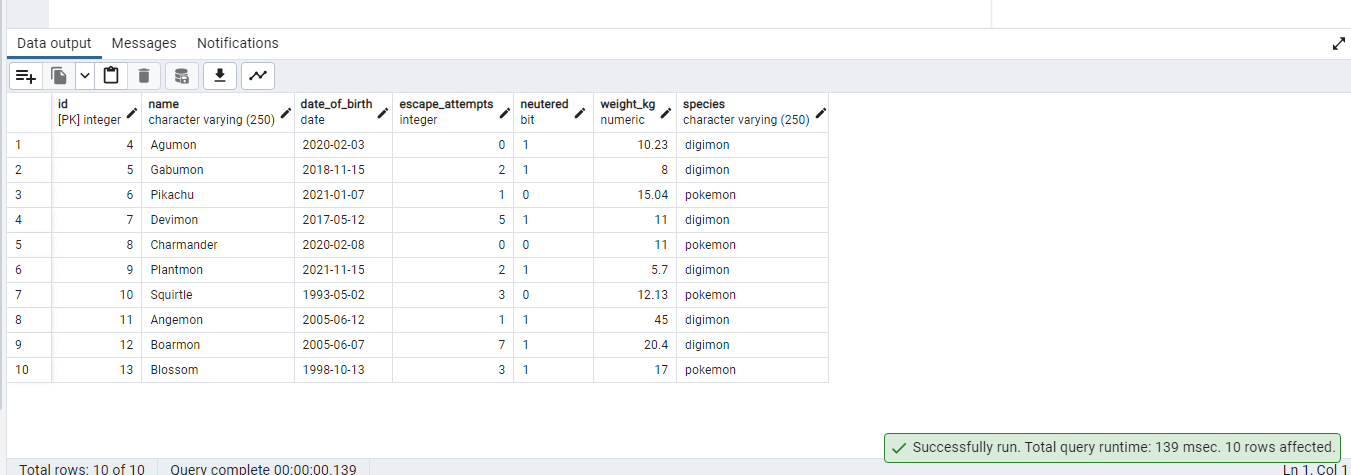 Data output Messages Notifications
id name date_of_birth escape_attempts neutered weight_kg species
[PK] integer character varying (250) date integer bit numeric character varying (250)
1 4 Agumon 2020-02-03 0 1 10.23 digimon
2 5 Gabumon 2018-11-15 2 1 8 digimon
3 6 Pikachu 2021-01-07 1 0 15.04 pokemon
4 7 Devimon 2017-05-12 5 1 11 digimon
5 8 Charmander 2020-02-08 0 0 11 pokemon
6 9 Plantmon 2021-11-15 2 1 5.7 digimon
7 10 Squirtle 1993-05-02 3 0 12.13 pokemon
8 11 Angemon 2005-06-12 1 1 45 digimon
9 12 Boarmon 2005-06-07 7 1 20.4 digimon
10 13 Blossom 1998-10-13 3 1 17 pokemon
Successfully run. Total query runtime: 139 msec. 10 rows affected.
Total rows: 10 of 10 Query complete 00:00:00.139 Ln 1, Col 1